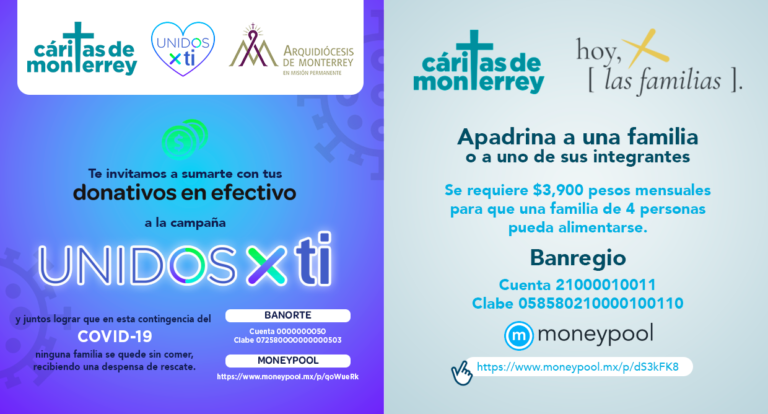 cáritas de
monterrey
UNIDOS
x ti
ARQUIDIÓCESIS
DE MONTERREY
EN MISIÓN PERMANENTE
Te invitamos a sumarte con tus
donativos en efectivo
a la campaña
UNIDOS x ti
y juntos lograr que en esta contingencia del
COVID-19
ninguna familia se quede sin comer,
recibiendo una despensa de rescate.
BANORTE
Cuenta 0000000050
Clabe 072580000000000503
MONEYPOOL
https://www.moneypool.mx/p/qoWueRk
cáritas de
monterrey
hoy, x
[ las familias ].
Apadrina a una familia
o a uno de sus integrantes
Se requiere $3,900 pesos mensuales
para que una familia de 4 personas
pueda alimentarse.
Banregio
Cuenta 21000010011
Clabe 058580210000100110
m moneypool
https://www.moneypool.mx/p/dS3kFK8